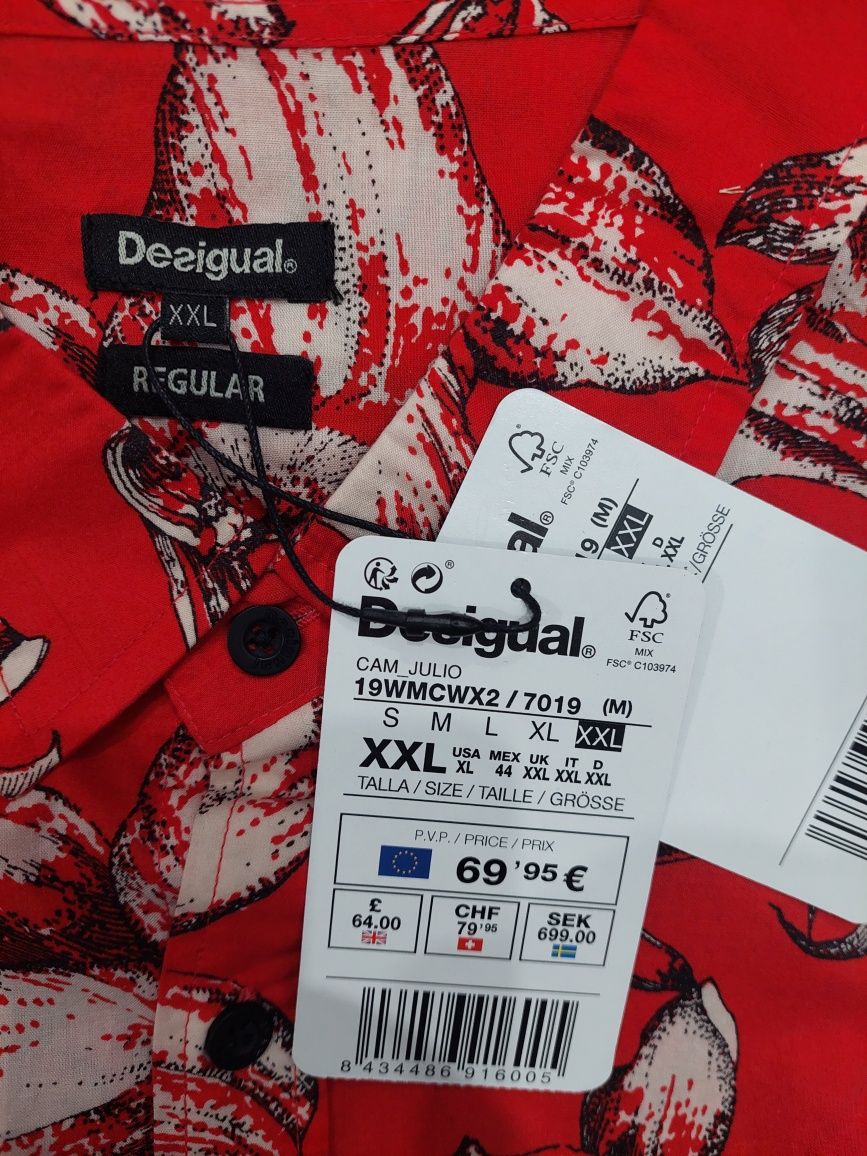 Desigual®
XXL
REGULAR
FSC
MIX
FSC® C103974
al®
19 (M)
XXL
D
XXL
/GRÖSSE
®
Desigual®
FSC
MIX
FSC® C103974
CAM_JULIO
19WMCWX2 / 7019 (M)
S M L XL XXL
XXL USA MEX UK IT D
XL 44 XXL XXL XXL
TALLA / SIZE / TAILLE / GRÖSSE
P.V.P. / PRICE / PRIX
69'95 €
£ CHF SEK
64.00 79'95 699.00
8 434486 916005